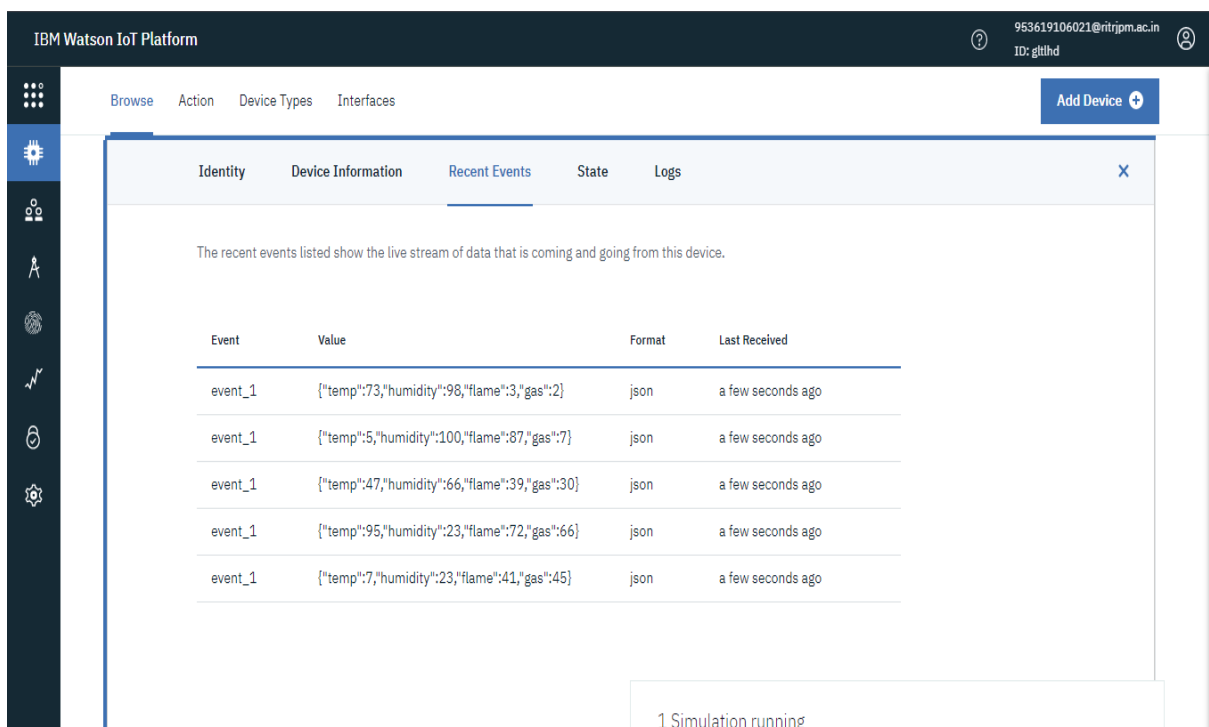 IBM Watson IoT Platform
953619106021@ritrjpm.ac.in
ID: gltlhd
Browse Action Device Types Interfaces
Add Device
Identity Device Information Recent Events State Logs
The recent events listed show the live stream of data that is coming and going from this device.
Event Value Format Last Received
event_1 {"temp":73,"humidity":98,"flame":3,"gas":2} json a few seconds ago
event_1 {"temp":5,"humidity":100,"flame":87,"gas":7} json a few seconds ago
event_1 {"temp":47,"humidity":66,"flame":39,"gas":30} json a few seconds ago
event_1 {"temp":95,"humidity":23,"flame":72,"gas":66} json a few seconds ago
event_1 {"temp":7,"humidity":23,"flame":41,"gas":45} json a few seconds ago
1 Simulation running